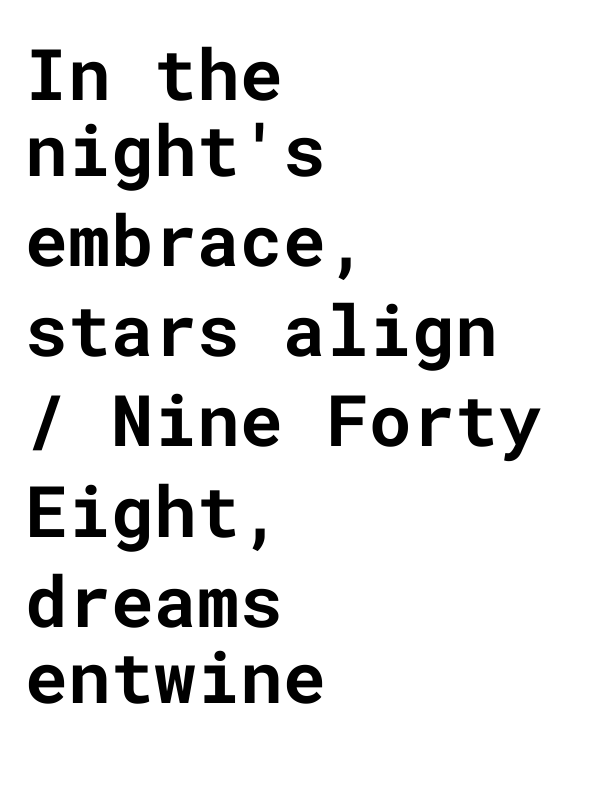 In the
night's
embrace,
stars align
/ Nine Forty
Eight,
dreams
entwine